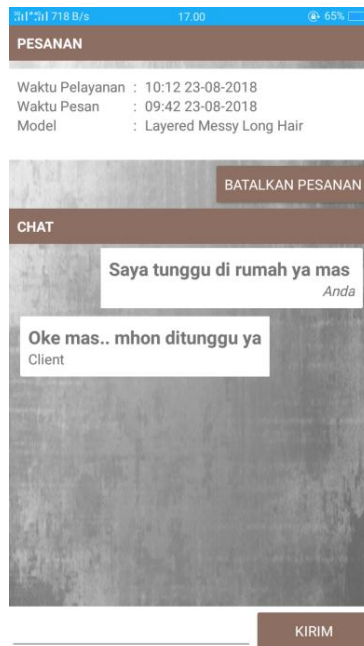 718 B/s 17.00 65%
PESANAN
Waktu Pelayanan : 10:12 23-08-2018
Waktu Pesan : 09:42 23-08-2018
Model : Layered Messy Long Hair
BATALKAN PESANAN
CHAT
Saya tunggu di rumah ya mas
Anda
Oke mas.. mhon ditunggu ya
Client
KIRIM